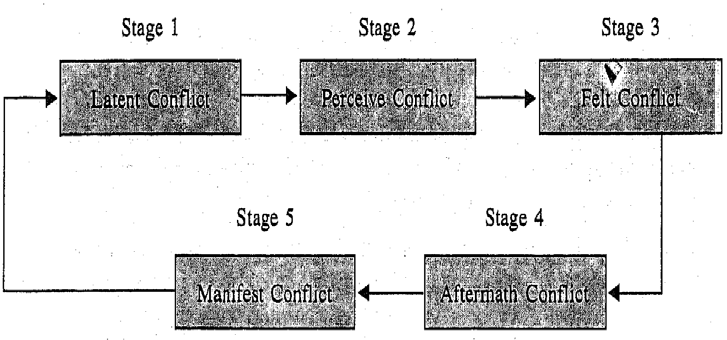 Stage 1
Stage 2
Stage 3
Latent Conflict
Perceive Conflict
Felt Conflict
Stage 5
Stage 4
Manifest Conflict
Aftermath Conflict